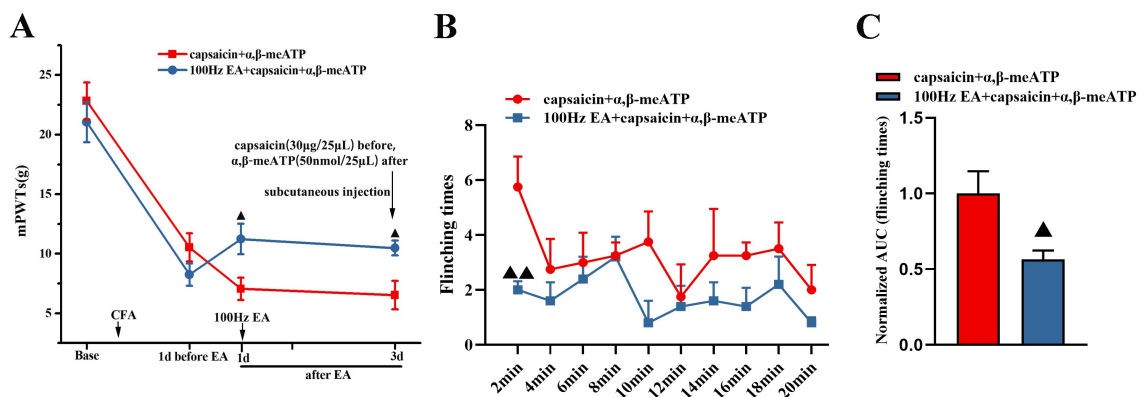 A
capsaicin+α,β-meATP
100Hz EA+capsaicin+α,β-meATP
25
20
15
10
5
mPWTs(g)
capsaicin(30μg/25μL) before,
α,β-meATP(50nmol/25μL) after
subcutaneous injection
CFA
100Hz EA
Base
1d before EA
1d
3d
after EA
B
capsaicin+α,β-meATP
100Hz EA+capsaicin+α,β-meATP
8
6
4
2
0
Flinching times
2min
4min
6min
8min
10min
12min
14min
16min
18min
20min
C
capsaicin+α,β-meATP
100Hz EA+capsaicin+α,β-meATP
1.5
1.0
0.5
0.0
Normalized AUC (flinching times)